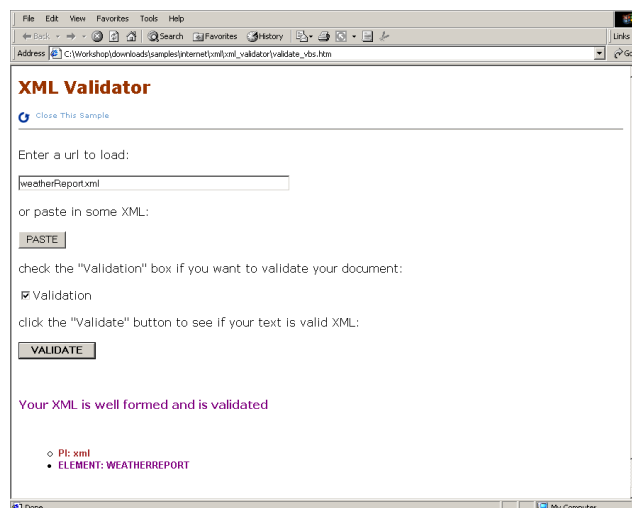 File Edit View Favorites Tools Help
Back Search Favorites History Links
Address C:\Workshop\downloads\samples\internet\xml\xml_validator\validate_vbs.htm Go
XML Validator
Close This Sample
Enter a url to load:
weatherReport.xml
or paste in some XML:
PASTE
check the "Validation" box if you want to validate your document:
Validation
click the "Validate" button to see if your text is valid XML:
VALIDATE
Your XML is well formed and is validated
PI: xml
ELEMENT: WEATHERREPORT
Done My Computer